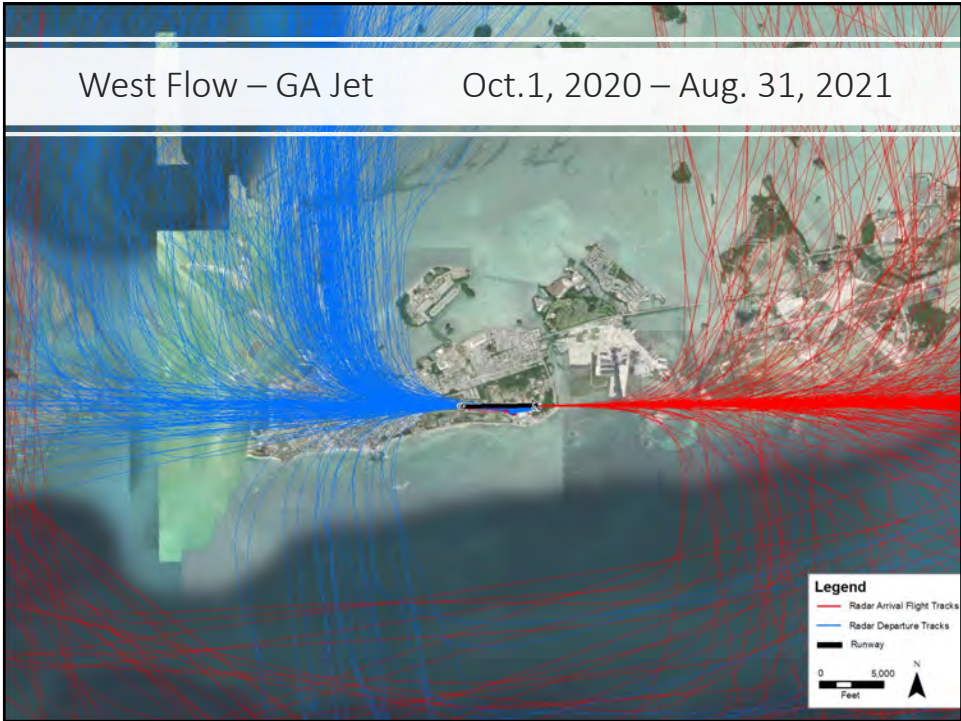 West Flow – GA Jet Oct.1, 2020 – Aug. 31, 2021
Legend
Radar Arrival Flight Tracks
Radar Departure Tracks
Runway
0 5,000
Feet
N